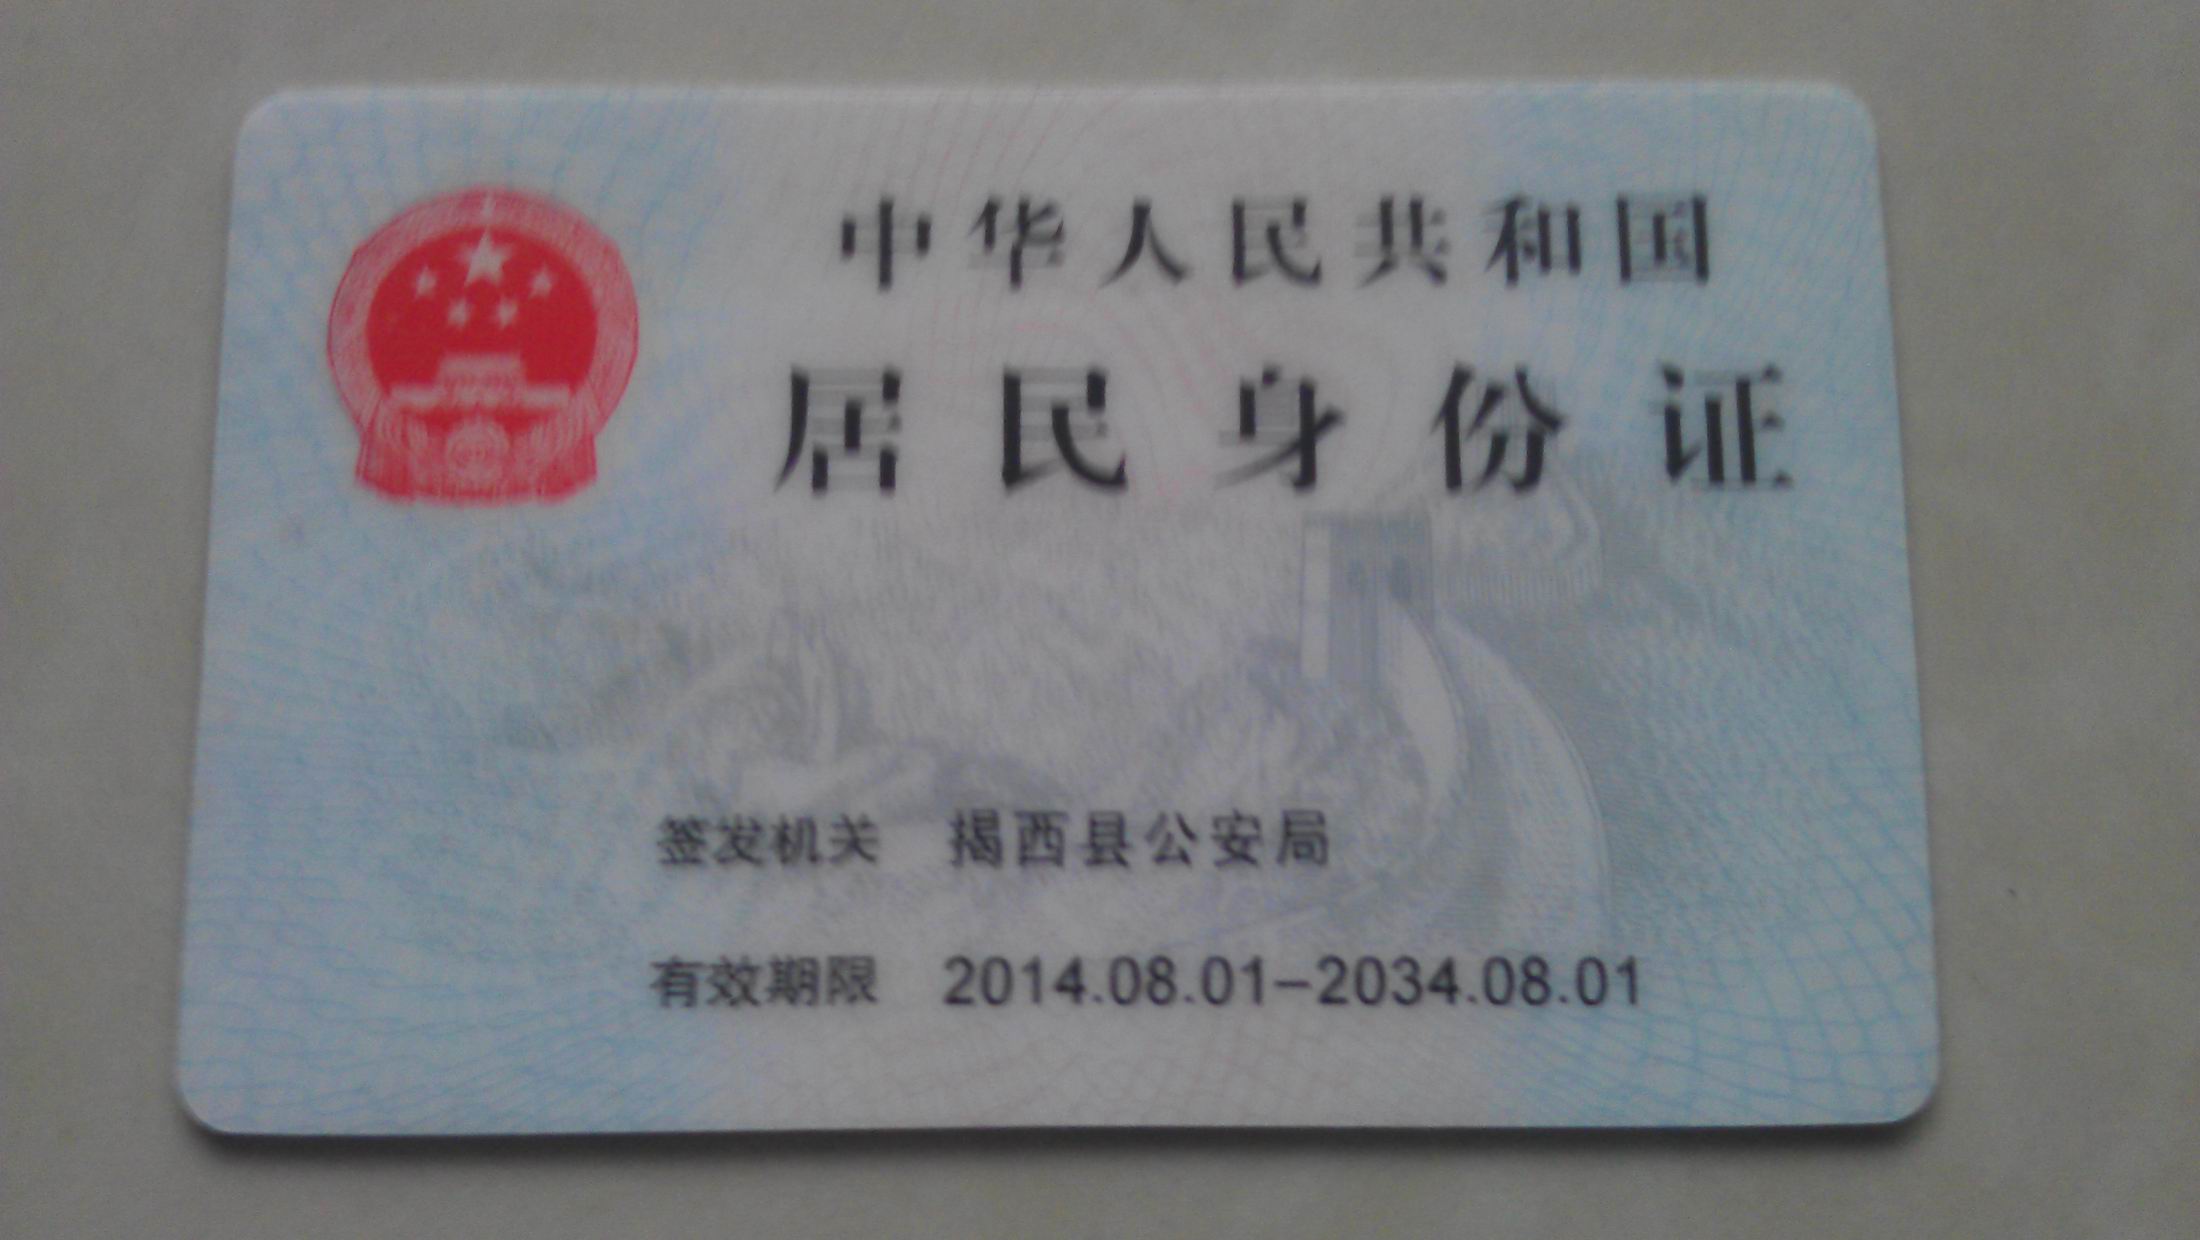 中华人民共和国
居民身份证
签发机关 揭西县公安局
有效期限 2014.08.01-2034.08.01